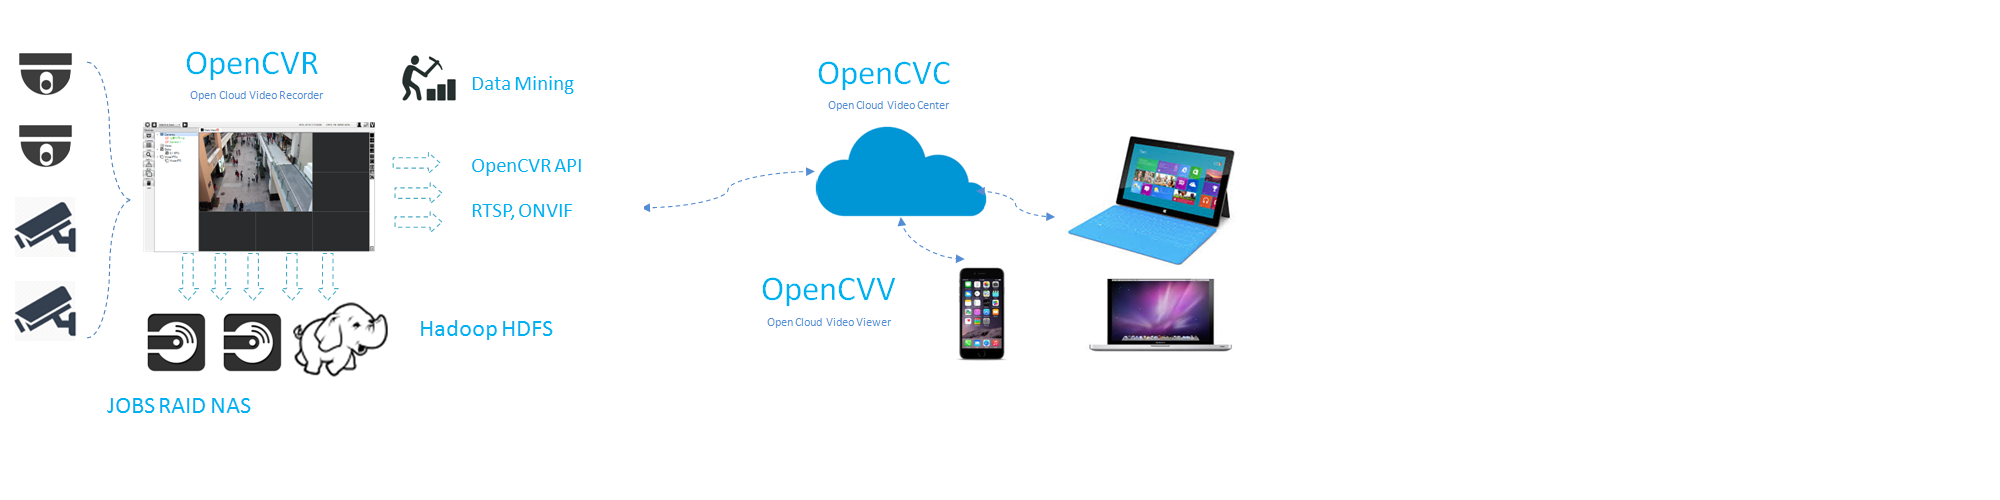 OpenCVR
Open Cloud Video Recorder
Data Mining
OpenCVR API
RTSP, ONVIF
Hadoop HDFS
JOBS RAID NAS
OpenCVC
Open Cloud Video Center
OpenCVV
Open Cloud Video Viewer